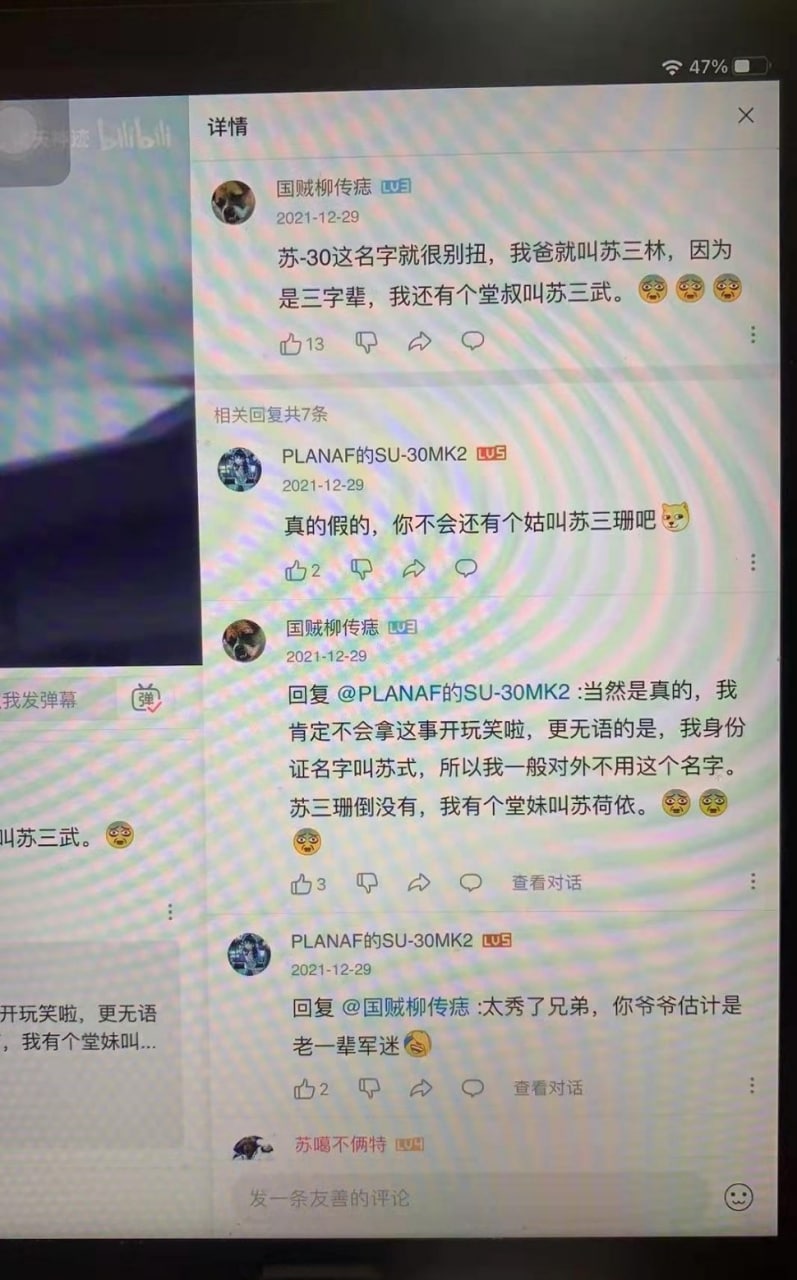 47%
bilibili
详情
国贼柳传痣 LV3
2021-12-29
苏-30这名字就很别扭，我爸就叫苏三林，因为
是三字辈，我还有个堂叔叫苏三武。
13
相关回复共7条
PLANAF的SU-30MK2 LV5
2021-12-29
真的假的，你不会还有个姑叫苏三珊吧
2
国贼柳传痣 LV3
2021-12-29
回复 @PLANAF的SU-30MK2 :当然是真的，我
肯定不会拿这事开玩笑啦，更无语的是，我身份
证名字叫苏式，所以我一般对外不用这个名字。
苏三珊倒没有，我有个堂妹叫苏荷依。
3 查看对话
PLANAF的SU-30MK2 LV5
2021-12-29
回复 @国贼柳传痣 :太秀了兄弟，你爷爷估计是
老一辈军迷
2 查看对话
苏噶不俩特 LV4
发一条友善的评论
我发弹幕 弹
叫苏三武。
开玩笑啦，更无语
，我有个堂妹叫...